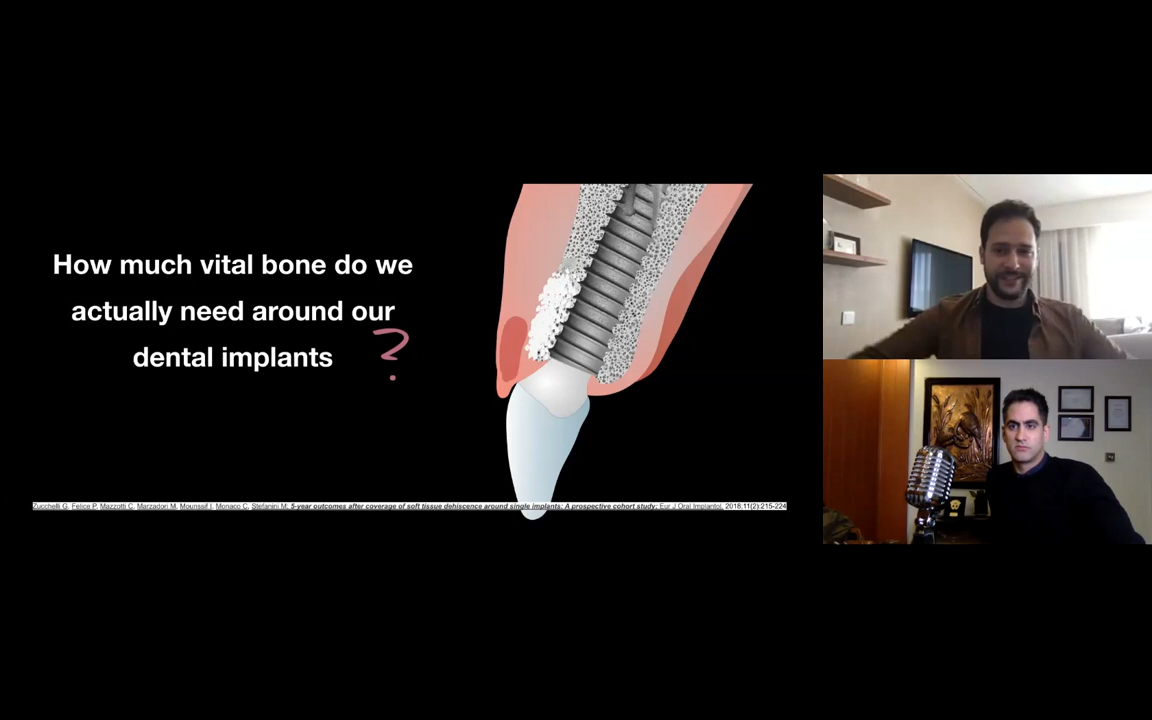 How much vital bone do we
actually need around our
dental implants
?
Zucchelli G, Felice P, Mazzotti C, Marzadori M, Mounssif I, Monaco C, Stefanini M. 5-year outcomes after coverage of soft tissue dehiscence around single implants: A prospective cohort study: Eur J Oral Implantol. 2018;11(2):215-224